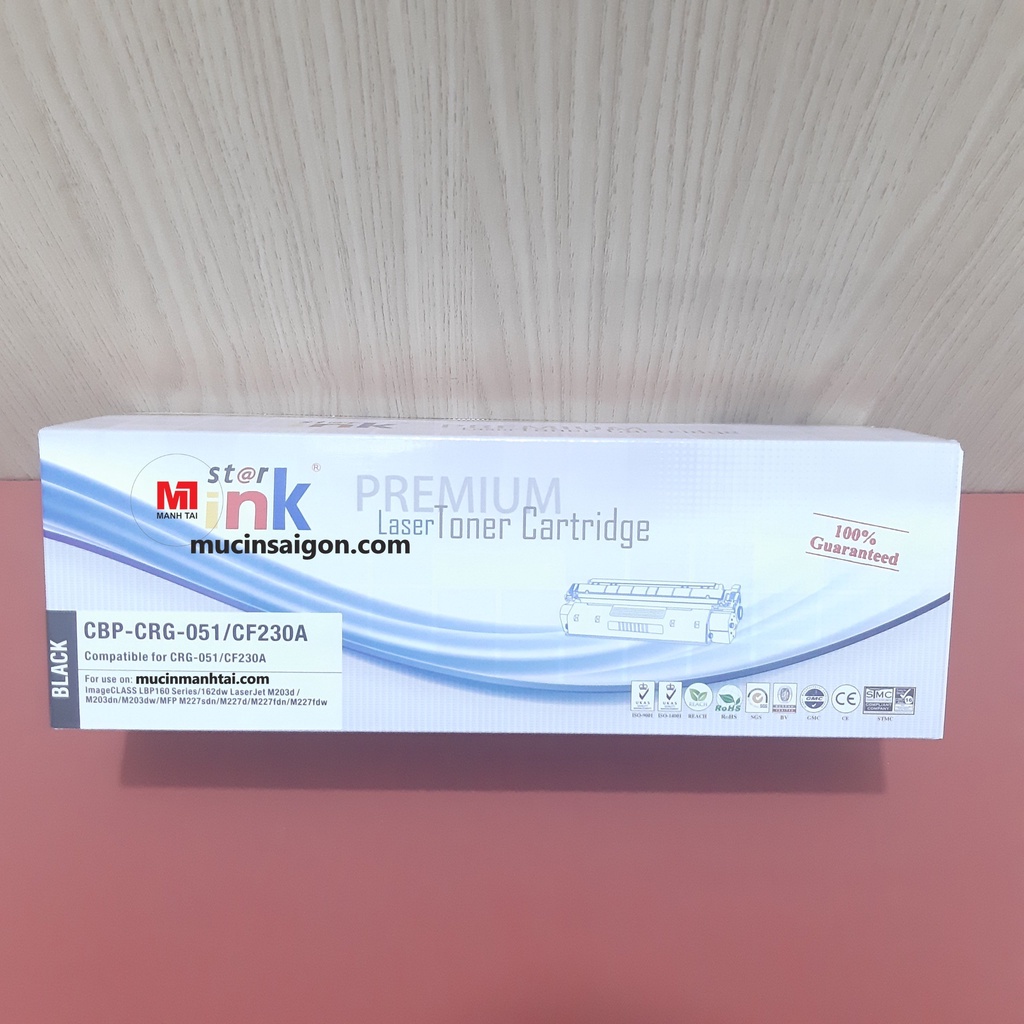 st@r
ink®
M
MANH TAI
mucinsaigon.com
PREMIUM
Laser Toner Cartridge
100%
Guaranteed
BLACK
CBP-CRG-051/CF230A
Compatible for CRG-051/CF230A
For use on: mucinmanhtai.com
imageCLASS LBP160 Series/162dw LaserJet M203d /
M203dn/M203dw/MFP M227sdn/M227d/M227fdn/M227fdw
ISO-9001 ISO-14001 REACH RoHS SGS BV GMC CE STMC